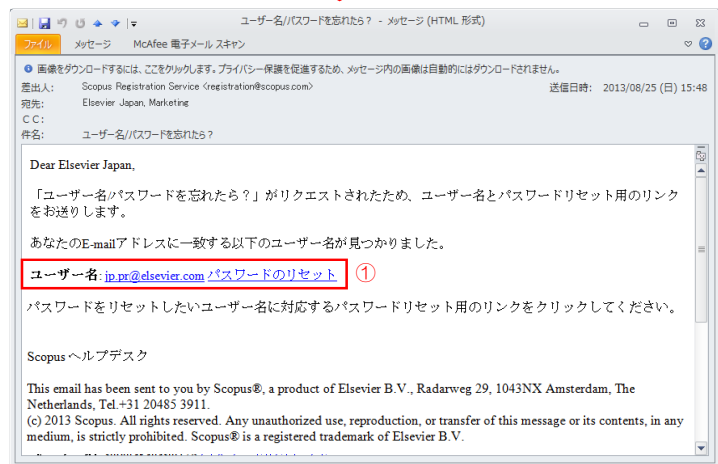 ユーザー名/パスワードを忘れたら? - メッセージ (HTML 形式)
ファイル メッセージ McAfee 電子メール スキャン
画像をダウンロードするには、ここをクリックします。プライバシー保護を促進するため、メッセージ内の画像は自動的にはダウンロードされません。
差出人: Scopus Registration Service <registration@scopus.com> 送信日時: 2013/08/25 (日) 15:48
宛先: Elsevier Japan, Marketing
CC:
件名: ユーザー名/パスワードを忘れたら?
Dear Elsevier Japan,
「ユーザー名/パスワードを忘れたら?」がリクエストされたため、ユーザー名とパスワードリセット用のリンク
をお送りします。
あなたのE-mailアドレスに一致する以下のユーザー名が見つかりました。
ユーザー名: jp.pr@elsevier.com パスワードのリセット ①
パスワードをリセットしたいユーザー名に対応するパスワードリセット用のリンクをクリックしてください。
Scopus ヘルプデスク
This email has been sent to you by Scopus®, a product of Elsevier B.V., Radarweg 29, 1043NX Amsterdam, The
Netherlands, Tel.+31 20485 3911.
(c) 2013 Scopus. All rights reserved. Any unauthorized use, reproduction, or transfer of this message or its contents, in any
medium, is strictly prohibited. Scopus® is a registered trademark of Elsevier B.V.